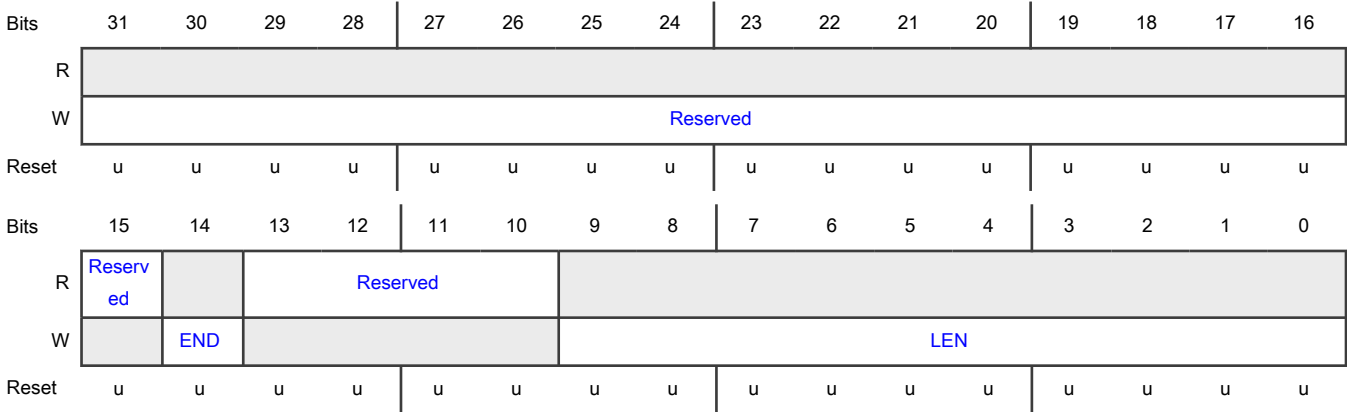 Bits 31 30 29 28 27 26 25 24 23 22 21 20 19 18 17 16
R
W Reserved
Reset u u u u u u u u u u u u u u u u
Bits 15 14 13 12 11 10 9 8 7 6 5 4 3 2 1 0
R Reserv
ed Reserved
W END LEN
Reset u u u u u u u u u u u u u u u u